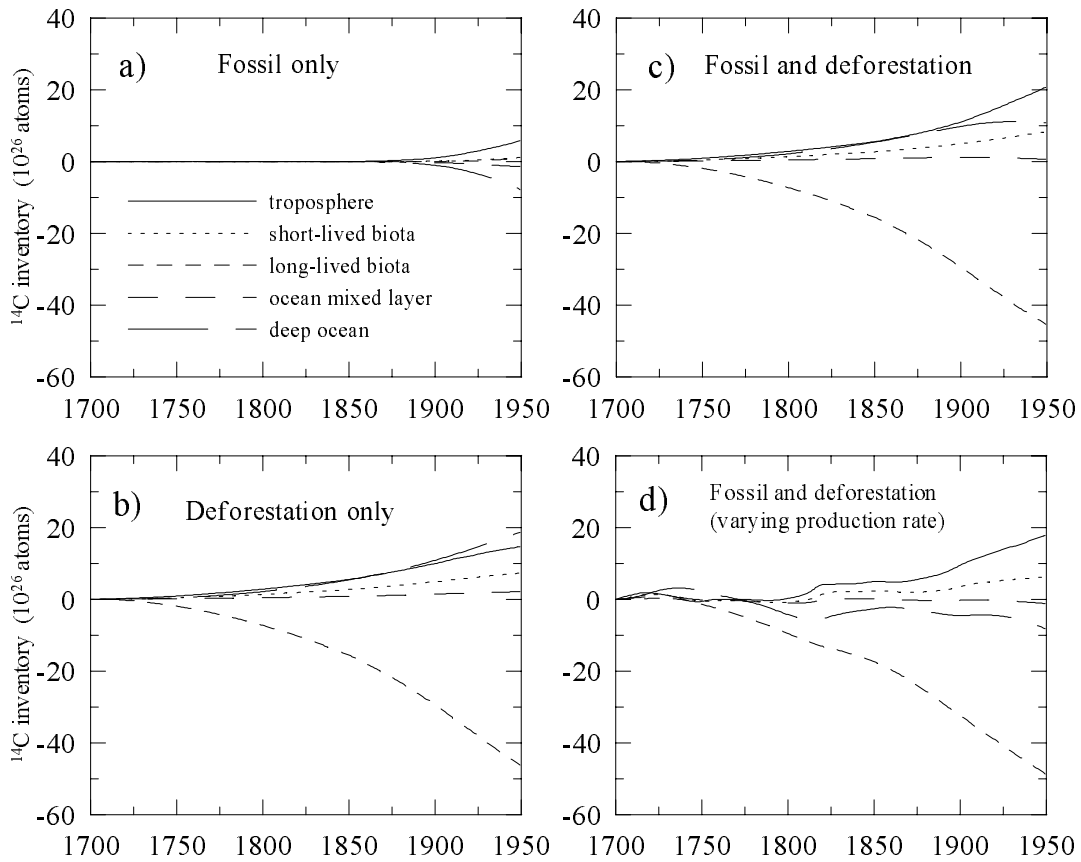 40
20
0
-20
-40
-60
¹⁴C inventory (10²⁶ atoms)
a)
Fossil only
troposphere
short-lived biota
long-lived biota
ocean mixed layer
deep ocean
1700 1750 1800 1850 1900 1950
40
20
0
-20
-40
-60
c)
Fossil and deforestation
1700 1750 1800 1850 1900 1950
40
20
0
-20
-40
-60
¹⁴C inventory (10²⁶ atoms)
b)
Deforestation only
1700 1750 1800 1850 1900 1950
40
20
0
-20
-40
-60
d)
Fossil and deforestation
(varying production rate)
1700 1750 1800 1850 1900 1950